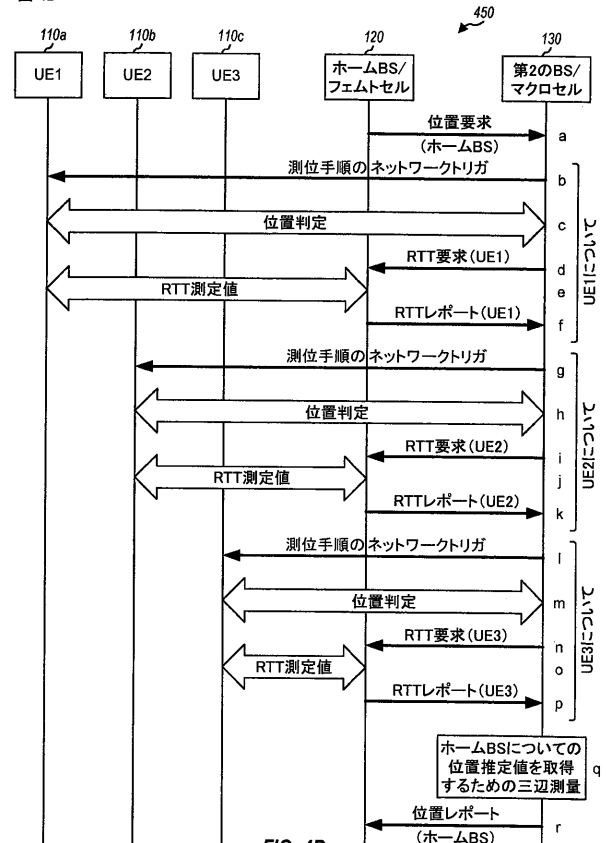 450
110a
110b
110c
120
130
UE1
UE2
UE3
ホームBS/
フェムトセル
第2のBS/
マクロセル
位置要求
(ホームBS)
a
測位手順のネットワークトリガ
b
位置判定
c
RTT要求(UE1)
d
RTT測定値
e
RTTレポート(UE1)
f
UE1について
測位手順のネットワークトリガ
g
位置判定
h
RTT要求(UE2)
i
RTT測定値
j
RTTレポート(UE2)
k
UE2について
測位手順のネットワークトリガ
l
位置判定
m
RTT要求(UE3)
n
RTT測定値
o
RTTレポート(UE3)
p
UE3について
ホームBSについての
位置推定値を取得
するための三辺測量
q
位置レポート
(ホームBS)
r